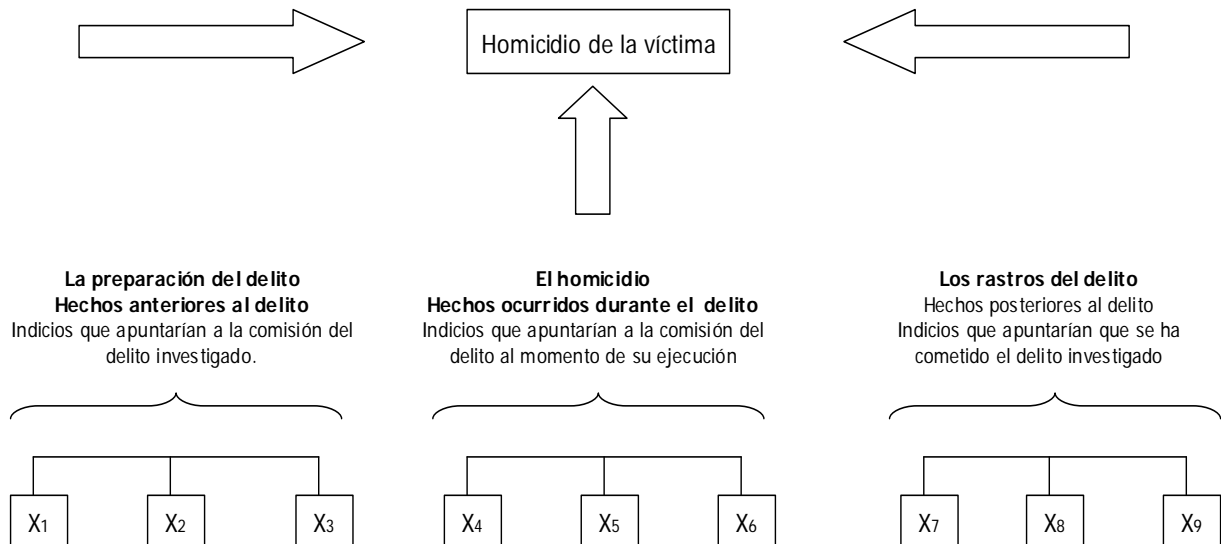 Homicidio de la víctima
La preparación del delito
Hechos anteriores al delito
Indicios que apuntarían a la comisión del
delito investigado.
El homicidio
Hechos ocurridos durante el delito
Indicios que apuntarían a la comisión del
delito al momento de su ejecución
Los rastros del delito
Hechos posteriores al delito
Indicios que apuntarían que se ha
cometido el delito investigado
X1 X2 X3 X4 X5 X6 X7 X8 X9